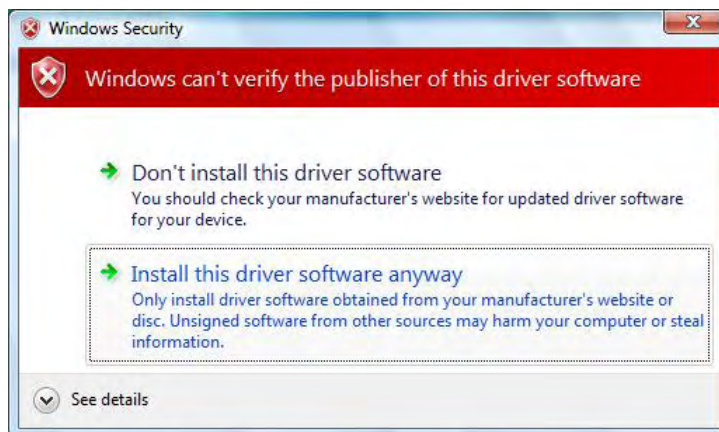 Windows Security
Windows can't verify the publisher of this driver software
Don't install this driver software
You should check your manufacturer's website for updated driver software
for your device.
Install this driver software anyway
Only install driver software obtained from your manufacturer's website or
disc. Unsigned software from other sources may harm your computer or steal
information.
See details